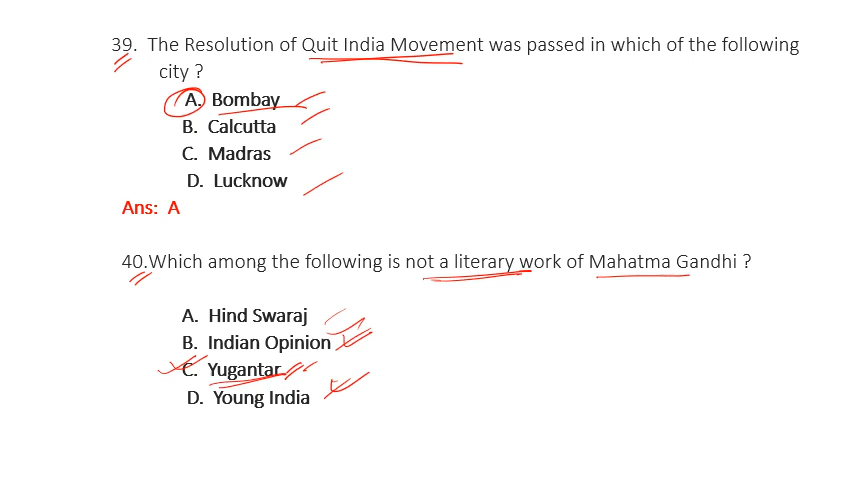 39. The Resolution of Quit India Movement was passed in which of the following
city ?
A. Bombay
B. Calcutta
C. Madras
D. Lucknow
Ans: A
40.Which among the following is not a literary work of Mahatma Gandhi ?
A. Hind Swaraj
B. Indian Opinion
C. Yugantar
D. Young India